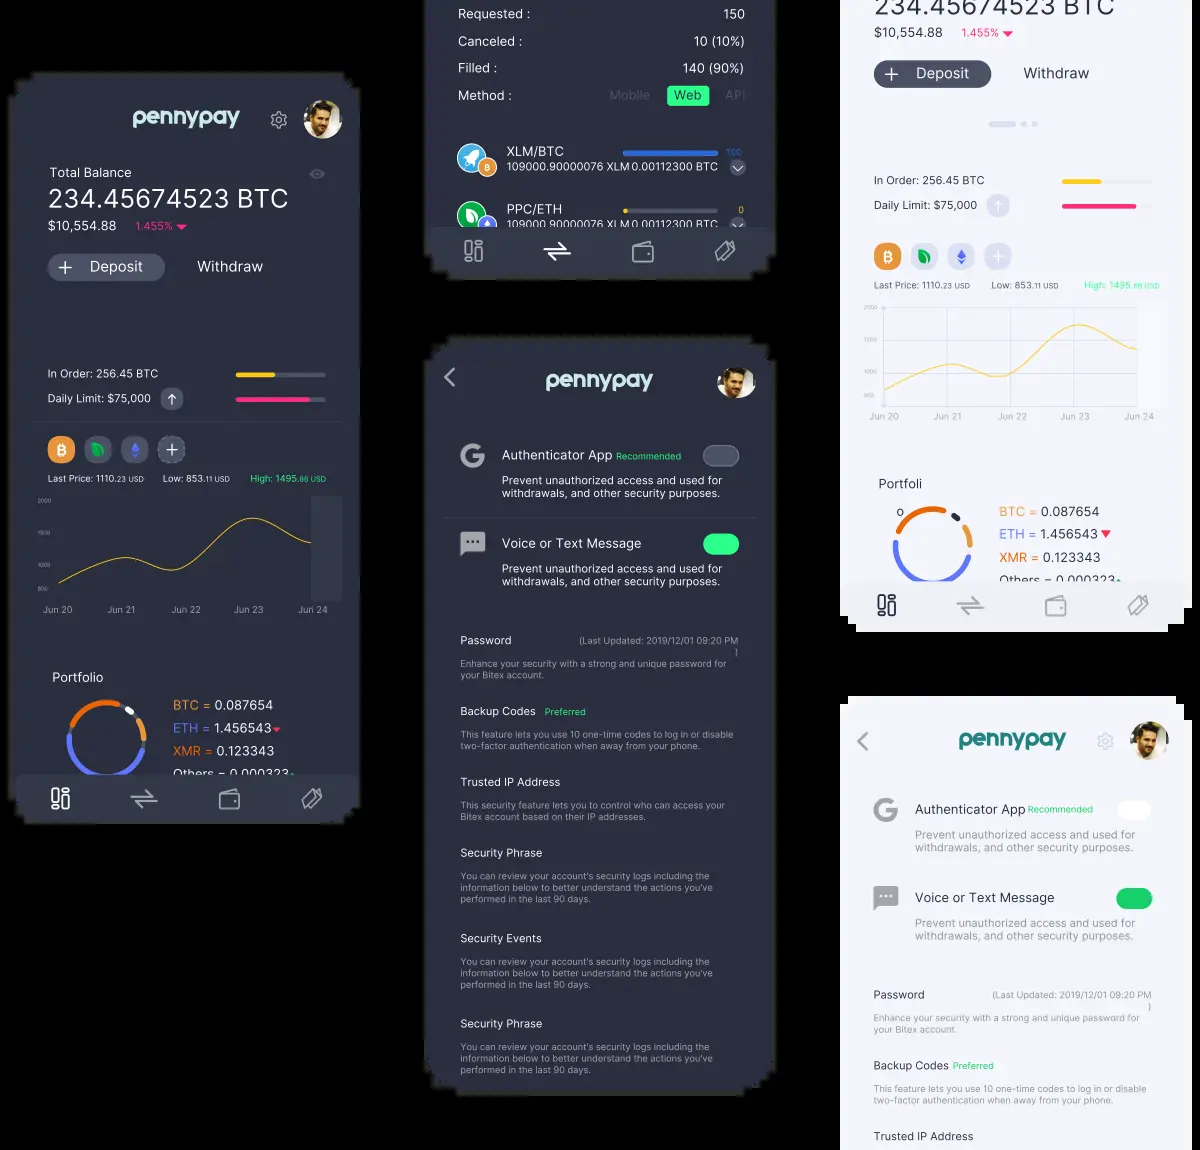 pennypay
Total Balance
234.45674523 BTC
$10,554.88 1.455%
+ Deposit Withdraw
In Order: 256.45 BTC
Daily Limit: $75,000
Last Price: 1110.23 USD Low: 853.11 USD High: 1495.86 USD
2000
1500
1000
800
Jun 20 Jun 21 Jun 22 Jun 23 Jun 24
Portfolio
BTC = 0.087654
ETH = 1.456543
XMR = 0.123343
Others = 0.000323
Requested : 150
Canceled : 10 (10%)
Filled : 140 (90%)
Method : Mobile Web API
XLM/BTC 100
109000.90000076 XLM 0.00112300 BTC
PPC/ETH 0
109000.90000076 XLM 0.00112300 BTC
pennypay
Authenticator App Recommended
Prevent unauthorized access and used for
withdrawals, and other security purposes.
Voice or Text Message
Prevent unauthorized access and used for
withdrawals, and other security purposes.
Password (Last Updated: 2019/12/01 09:20 PM
)
Enhance your security with a strong and unique password for
your Bitex account.
Backup Codes Preferred
This feature lets you use 10 one-time codes to log in or disable
two-factor authentication when away from your phone.
Trusted IP Address
This security feature lets you to control who can access your
Bitex account based on their IP addresses.
Security Phrase
You can review your account's security logs including the
information below to better understand the actions you've
performed in the last 90 days.
Security Events
You can review your account's security logs including the
information below to better understand the actions you've
performed in the last 90 days.
Security Phrase
You can review your account's security logs including the
information below to better understand the actions you've
performed in the last 90 days.
234.45674523 BTC
$10,554.88 1.455%
+ Deposit Withdraw
In Order: 256.45 BTC
Daily Limit: $75,000
Last Price: 1110.23 USD Low: 853.11 USD High: 1495.86 USD
2000
1000
Jun 20 Jun 21 Jun 22 Jun 23 Jun 24
Portfoli
o
BTC = 0.087654
ETH = 1.456543
XMR = 0.123343
Others = 0.000323
pennypay
Authenticator App Recommended
Prevent unauthorized access and used for
withdrawals, and other security purposes.
Voice or Text Message
Prevent unauthorized access and used for
withdrawals, and other security purposes.
Password (Last Updated: 2019/12/01 09:20 PM
)
Enhance your security with a strong and unique password for
your Bitex account.
Backup Codes Preferred
This feature lets you use 10 one-time codes to log in or disable
two-factor authentication when away from your phone.
Trusted IP Address